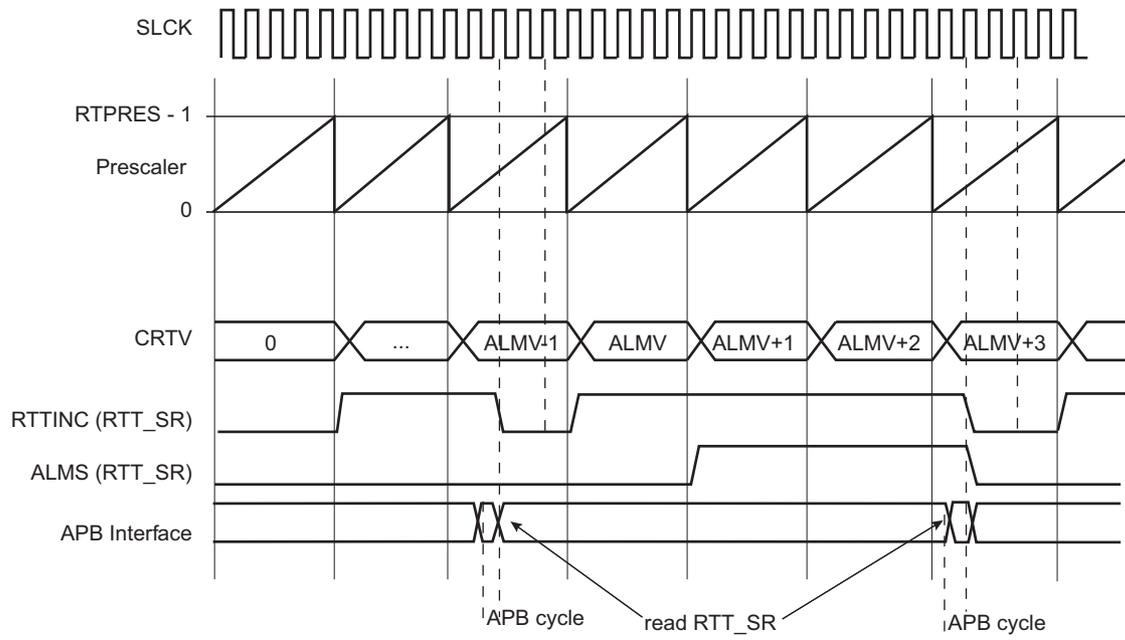 SLCK
RTPRES - 1
Prescaler
0
CRTV
0
...
ALMV-1
ALMV
ALMV+1
ALMV+2
ALMV+3
RTTINC (RTT_SR)
ALMS (RTT_SR)
APB Interface
APB cycle
read RTT_SR
APB cycle